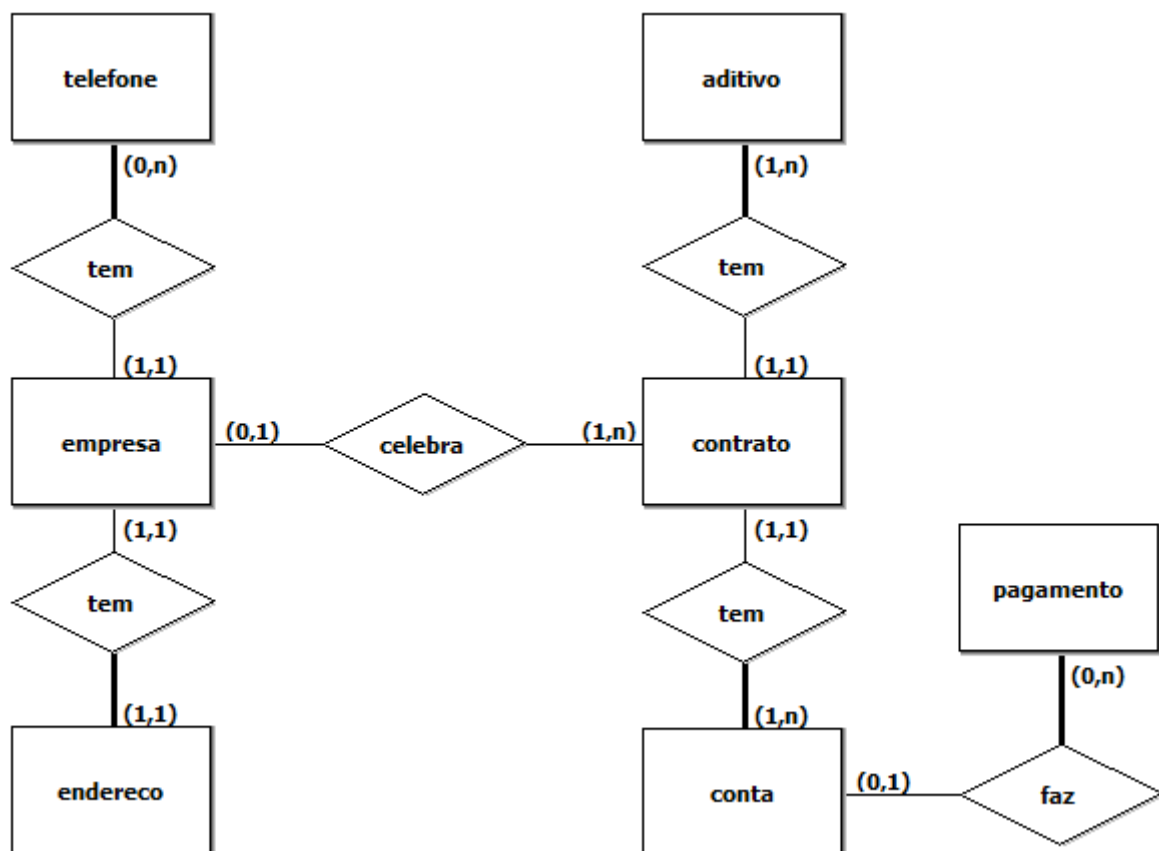 telefone
aditivo
(0,n)
(1,n)
tem
tem
(1,1)
(1,1)
empresa
(0,1)
celebra
(1,n)
contrato
(1,1)
(1,1)
tem
tem
pagamento
(0,n)
(1,1)
(1,n)
endereco
conta
(0,1)
faz